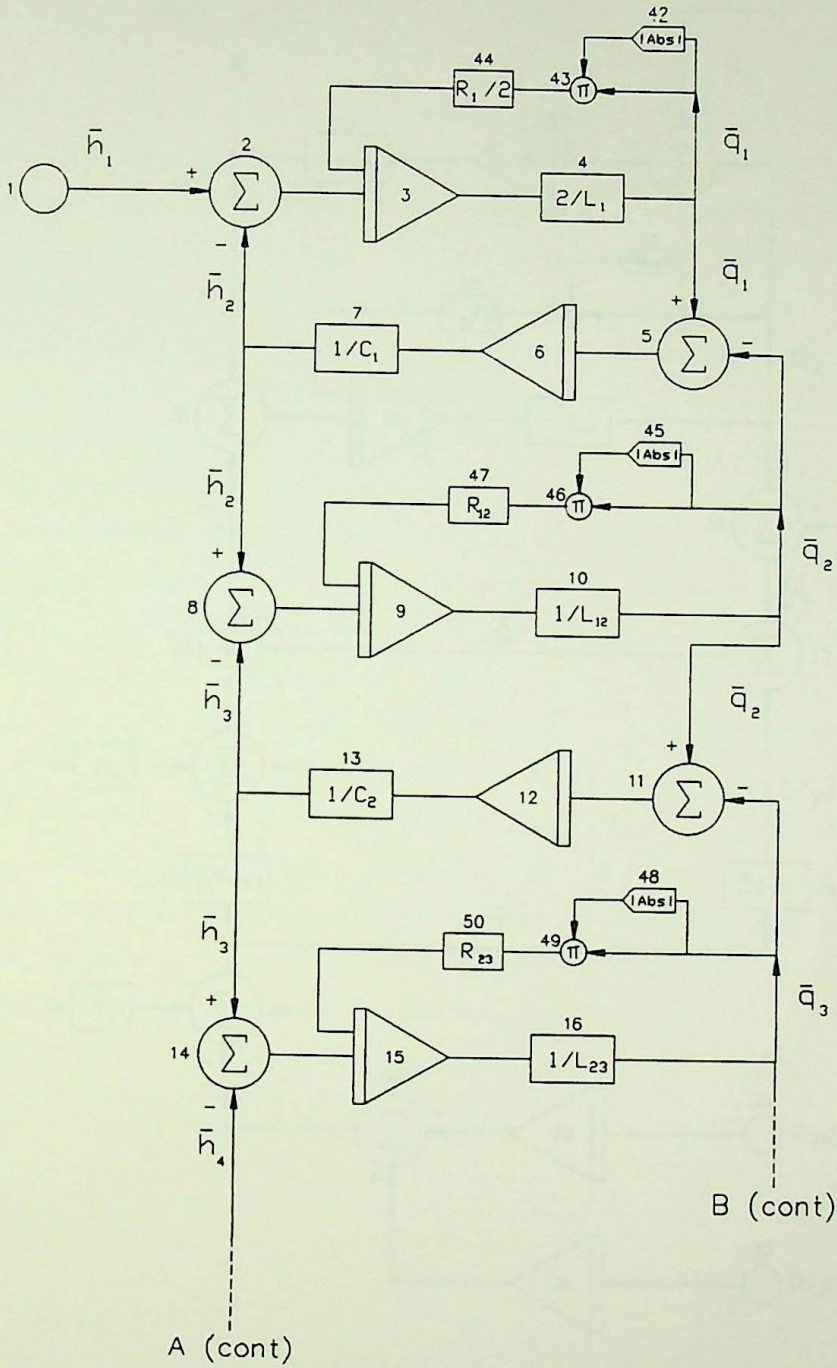 42
|Abs|
44
R₁/2
43
π
h̄₁
2
q̄₁
1
+
Σ
3
4
2/L₁
-
q̄₁
h̄₂
7
+
1/C₁
6
5
Σ
-
45
|Abs|
h̄₂
47
R₁₂
46
π
+
q̄₂
10
8
Σ
9
1/L₁₂
-
h̄₃
q̄₂
13
+
1/C₂
12
11
Σ
-
48
|Abs|
h̄₃
50
R₂₃
49
π
q̄₃
+
16
14
Σ
15
1/L₂₃
-
h̄₄
B (cont)
A (cont)